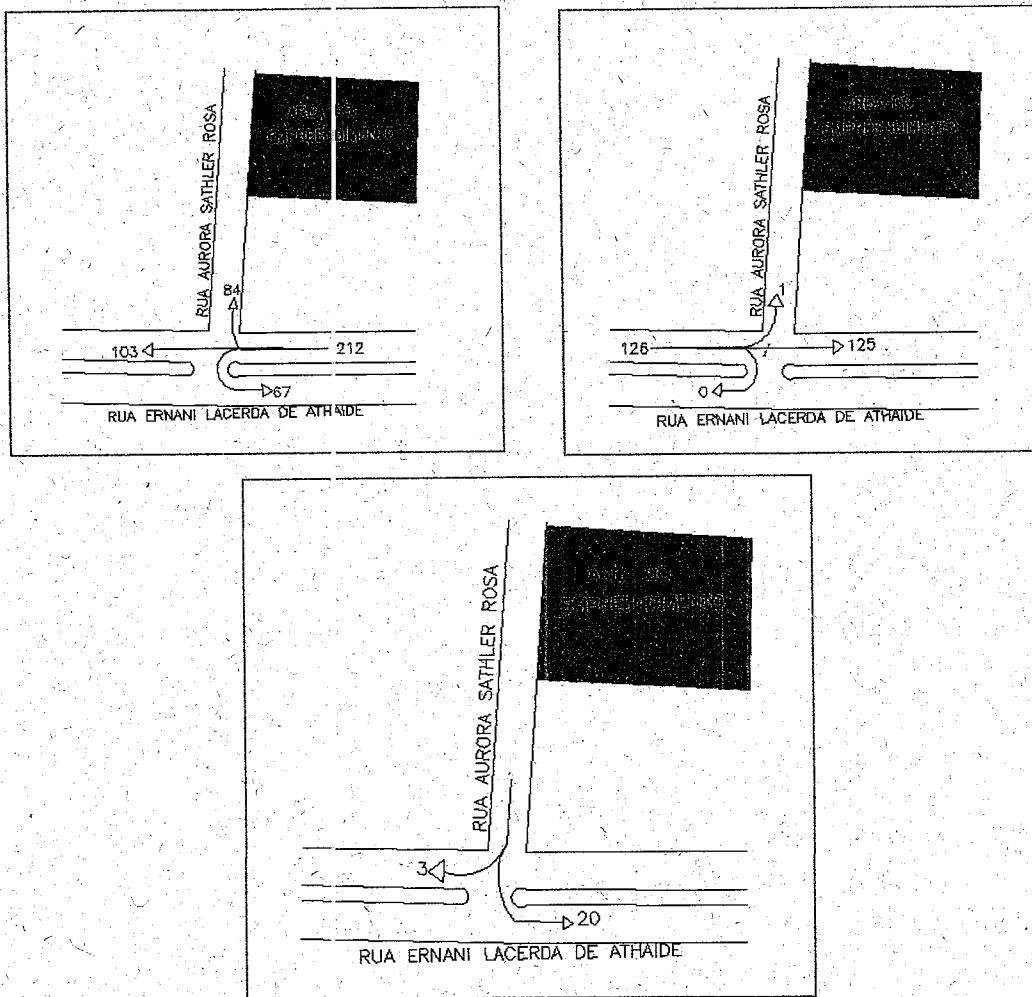 RUA AURORA SATHLER ROSA
84
103
212
67
RUA ERNANI LACERDA DE ATHAIDE
RUA AURORA SATHLER ROSA
1
126
125
0
RUA ERNANI LACERDA DE ATHAIDE
RUA AURORA SATHLER ROSA
3
20
RUA ERNANI LACERDA DE ATHAIDE